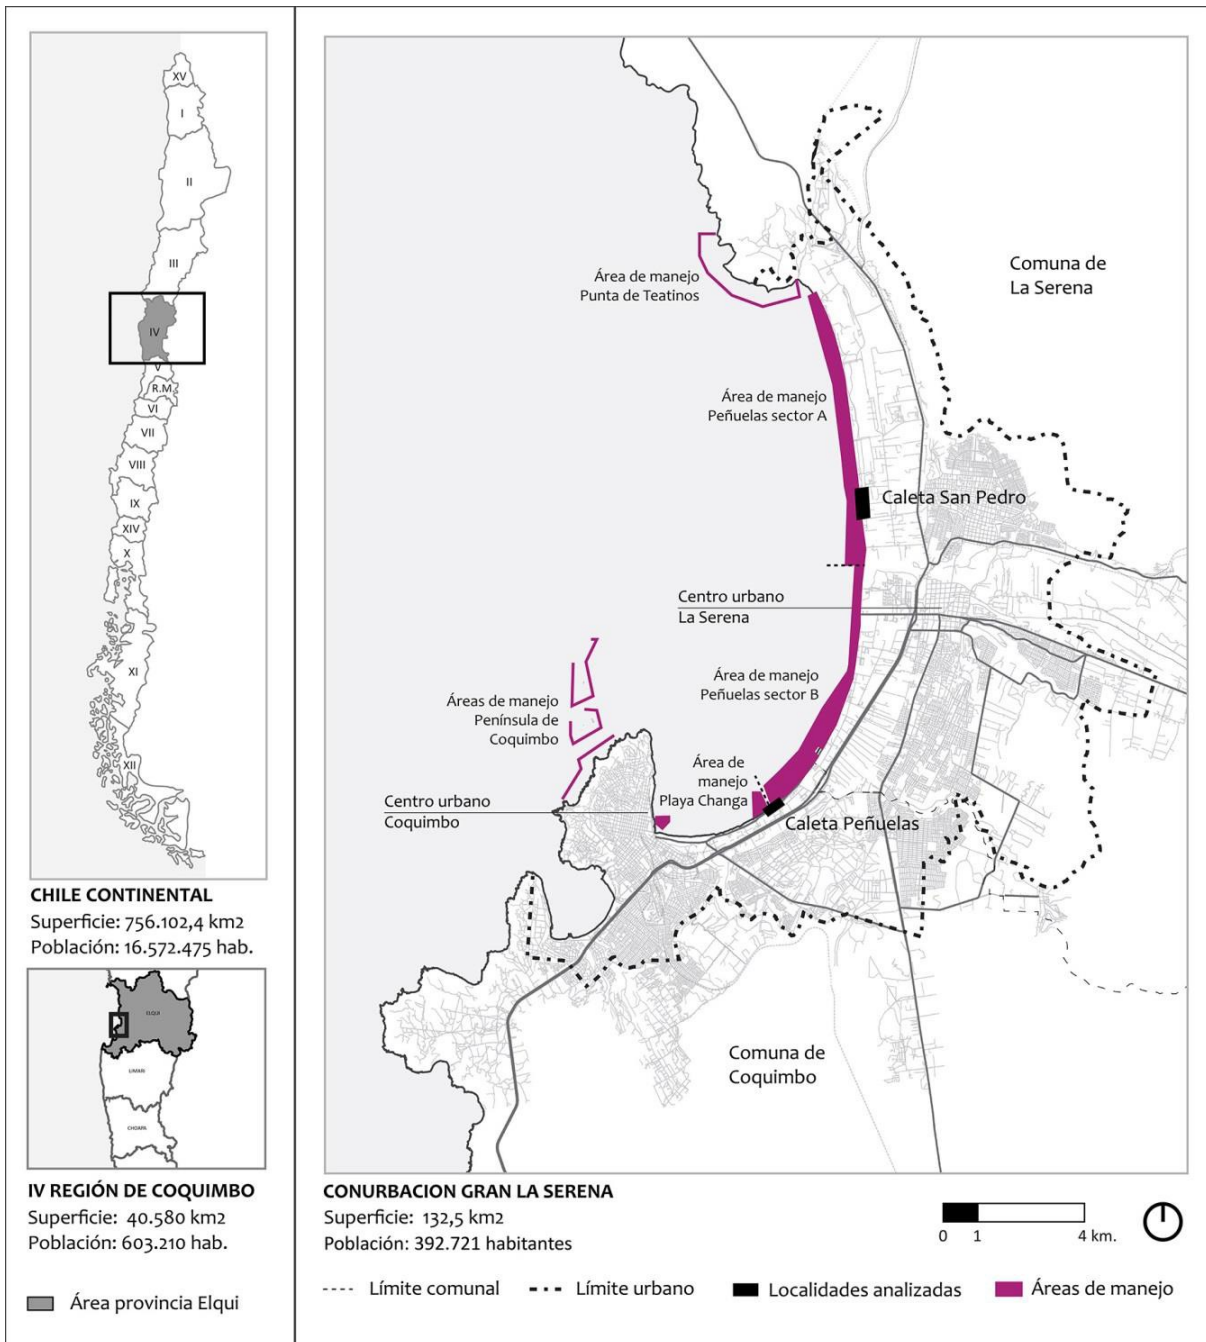 XV
I
II
III
IV
V
R.M.
VI
VII
VIII
IX
XIV
X
XI
XII
CHILE CONTINENTAL
Superficie: 756.102,4 km2
Población: 16.572.475 hab.
ELQUI
LIMARI
CHOAPA
IV REGIÓN DE COQUIMBO
Superficie: 40.580 km2
Población: 603.210 hab.
Área provincia Elqui
Área de manejo
Punta de Teatinos
Comuna de
La Serena
Área de manejo
Peñuelas sector A
Caleta San Pedro
Centro urbano
La Serena
Área de manejo
Peñuelas sector B
Áreas de manejo
Península de
Coquimbo
Área de
manejo
Playa Changa
Centro urbano
Coquimbo
Caleta Peñuelas
Comuna de
Coquimbo
CONURBACION GRAN LA SERENA
Superficie: 132,5 km2
Población: 392.721 habitantes
0 1 4 km.
Límite comunal
Límite urbano
Localidades analizadas
Áreas de manejo